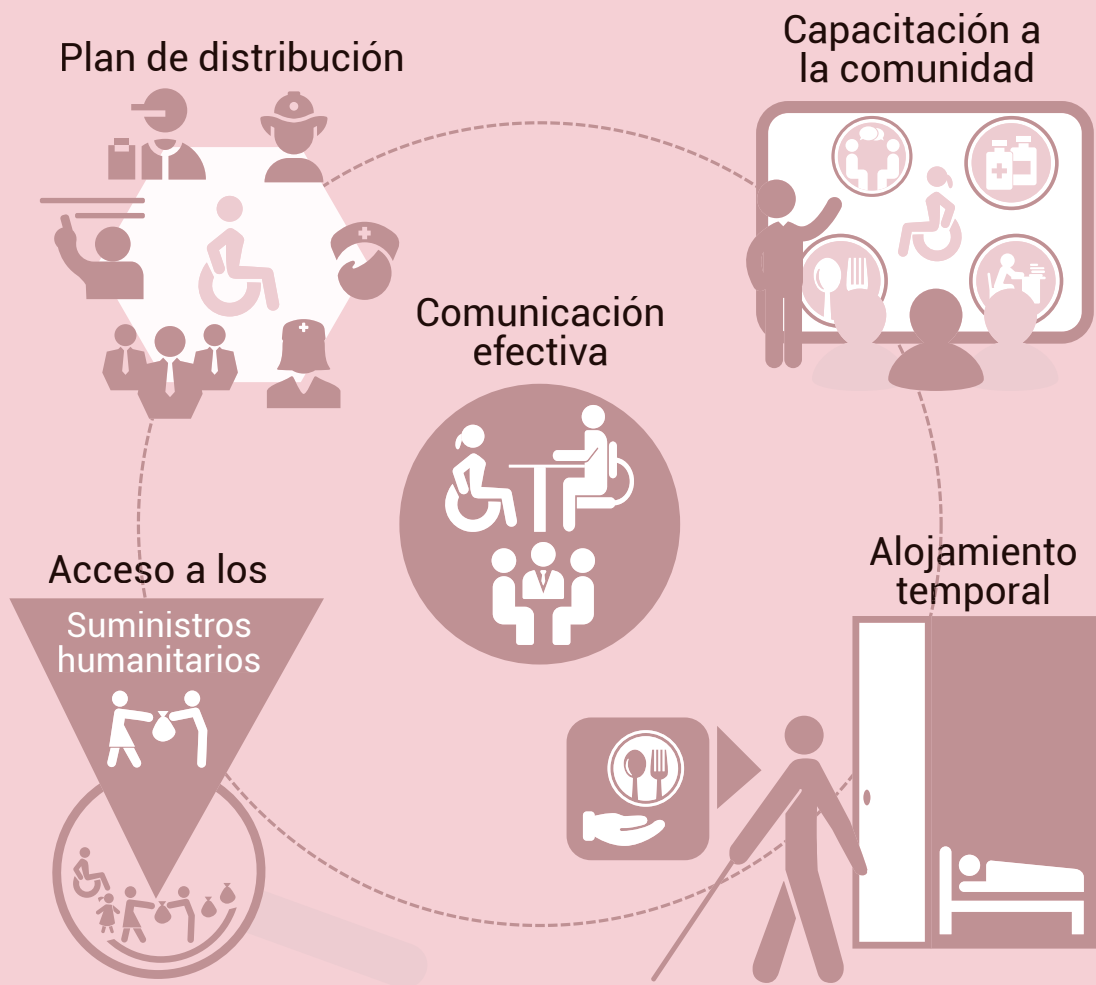 Plan de distribución
Capacitación a
la comunidad
Comunicación
efectiva
Acceso a los
Suministros
humanitarios
Alojamiento
temporal